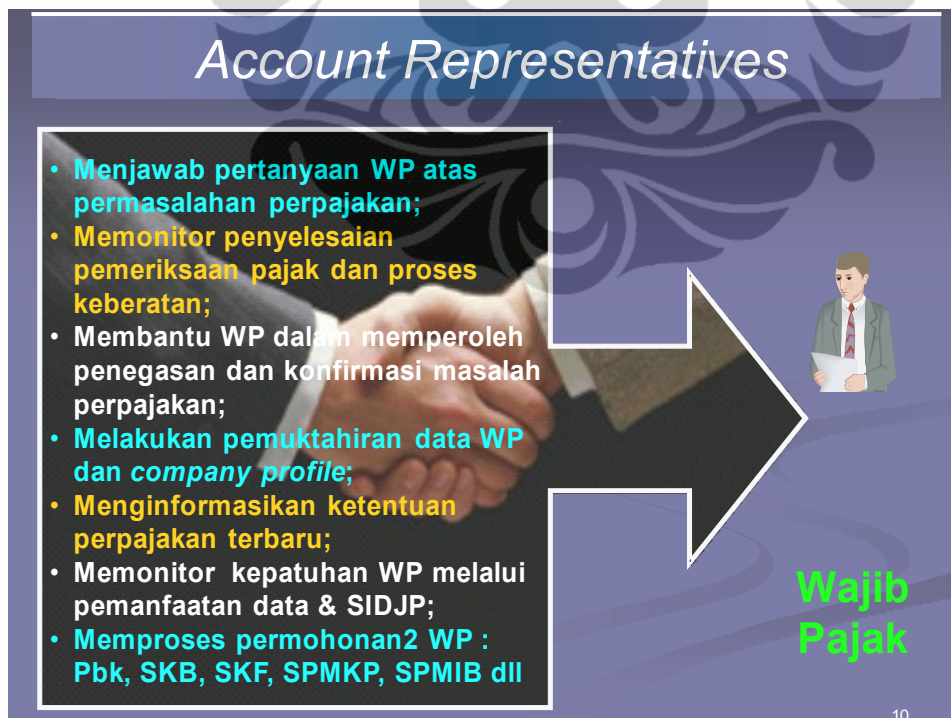 Account Representatives
• Menjawab pertanyaan WP atas
permasalahan perpajakan;
• Memonitor penyelesaian
pemeriksaan pajak dan proses
keberatan;
• Membantu WP dalam memperoleh
penegasan dan konfirmasi masalah
perpajakan;
• Melakukan pemuktahiran data WP
dan company profile;
• Menginformasikan ketentuan
perpajakan terbaru;
• Memonitor kepatuhan WP melalui
pemanfaatan data & SIDJP;
• Memproses permohonan2 WP :
Pbk, SKB, SKF, SPMKP, SPMIB dll
Wajib
Pajak
10